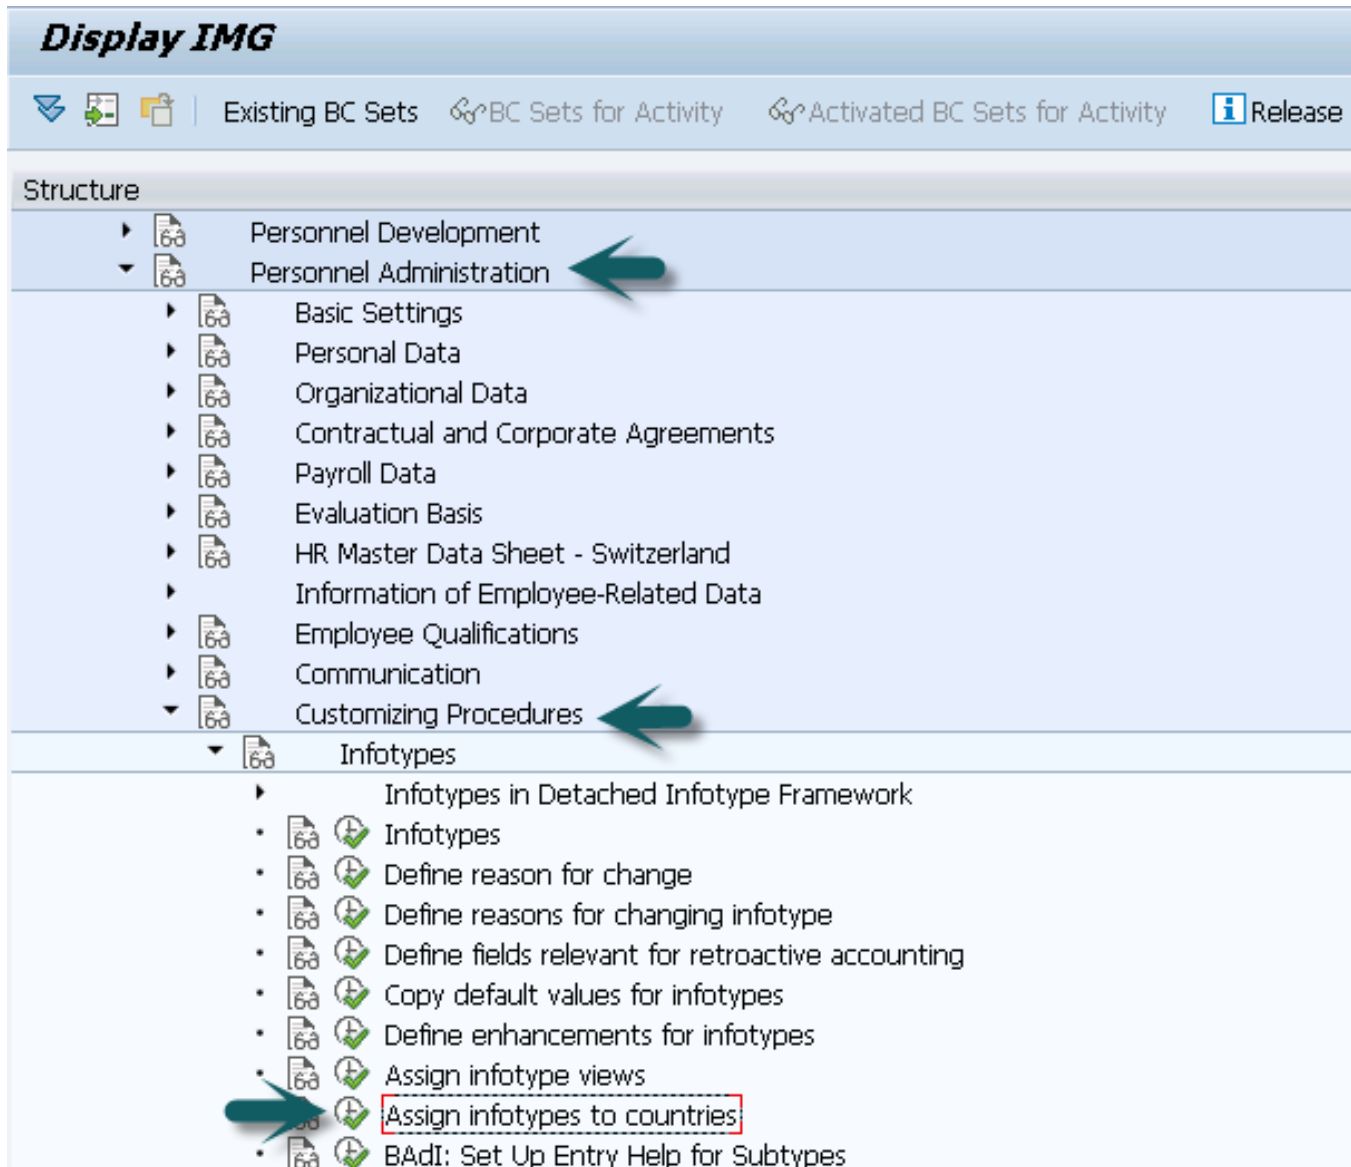 Display IMG
Existing BC Sets BC Sets for Activity Activated BC Sets for Activity Release
Structure
Personnel Development
Personnel Administration
Basic Settings
Personal Data
Organizational Data
Contractual and Corporate Agreements
Payroll Data
Evaluation Basis
HR Master Data Sheet - Switzerland
Information of Employee-Related Data
Employee Qualifications
Communication
Customizing Procedures
Infotypes
Infotypes in Detached Infotype Framework
Infotypes
Define reason for change
Define reasons for changing infotype
Define fields relevant for retroactive accounting
Copy default values for infotypes
Define enhancements for infotypes
Assign infotype views
Assign infotypes to countries
BAdI: Set Up Entry Help for Subtypes